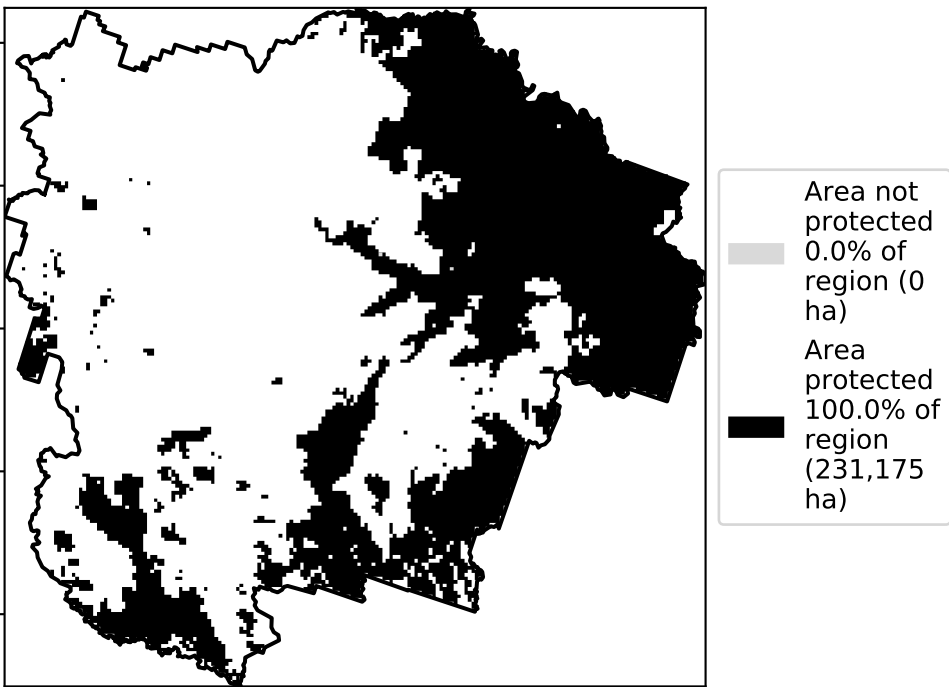 Area not
protected
0.0% of
region (0
ha)
Area
protected
100.0% of
region
(231,175
ha)